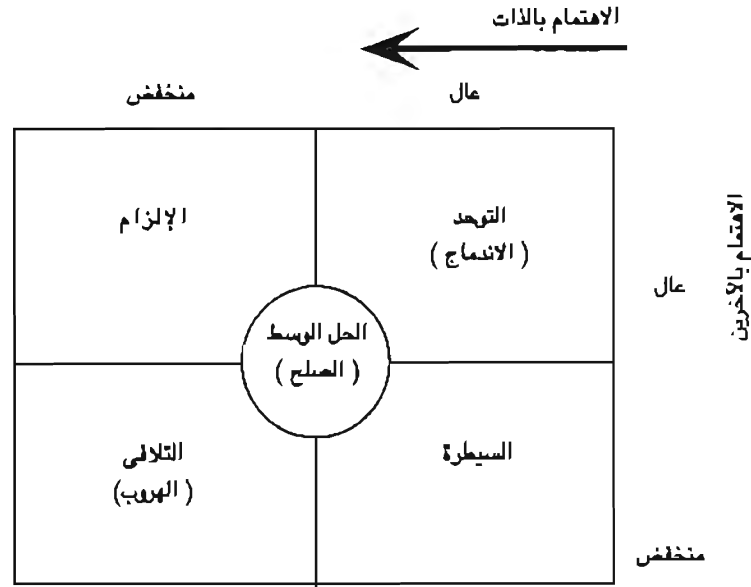 الاهتمام بالذات
عال
منخفض
الاهتمام بالآخرين
عال
التوحد
( الاندماج )
الإلزام
الحل الوسط
( الصلح )
السيطرة
التلافى
(الهروب)
منخفض